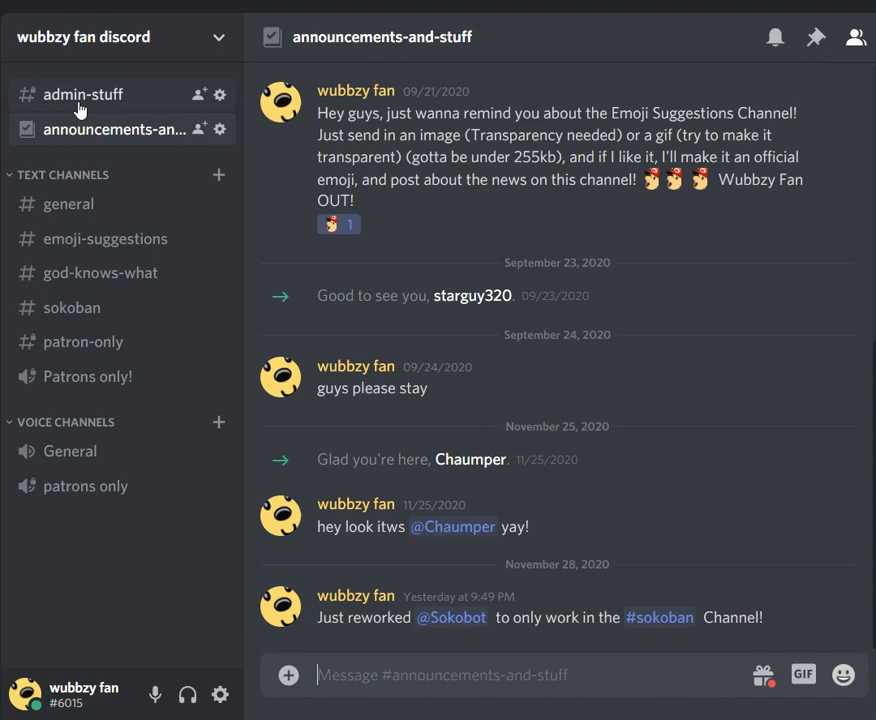 wubbzy fan discord
admin-stuff
announcements-an...
TEXT CHANNELS
general
emoji-suggestions
god-knows-what
sokoban
patron-only
Patrons only!
VOICE CHANNELS
General
patrons only
wubbzy fan
#6015
announcements-and-stuff
wubbzy fan 09/21/2020
Hey guys, just wanna remind you about the Emoji Suggestions Channel!
Just send in an image (Transparency needed) or a gif (try to make it
transparent) (gotta be under 255kb), and if I like it, I'll make it an official
emoji, and post about the news on this channel! Wubbzy Fan
OUT!
1
September 23, 2020
Good to see you, starguy320. 09/23/2020
September 24, 2020
wubbzy fan 09/24/2020
guys please stay
November 25, 2020
Glad you're here, Chaumper. 11/25/2020
wubbzy fan 11/25/2020
hey look itws @Chaumper yay!
November 28, 2020
wubbzy fan Yesterday at 9:49 PM
Just reworked @Sokobot to only work in the #sokoban Channel!
Message #announcements-and-stuff
GIF